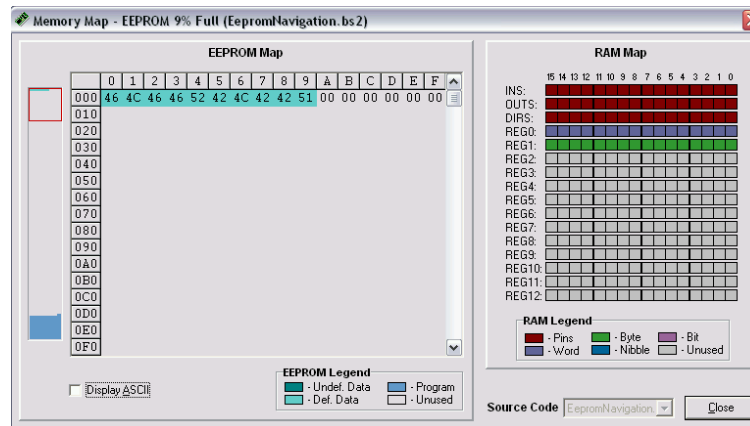 Memory Map - EEPROM 9% Full (EepromNavigation.bs2)
EEPROM Map
0 1 2 3 4 5 6 7 8 9 A B C D E F
000 46 4C 46 46 52 42 4C 42 42 51 00 00 00 00 00 00
010
020
030
040
050
060
070
080
090
0A0
0B0
0C0
0D0
0E0
0F0
Display ASCII
EEPROM Legend
- Undef. Data - Program
- Def. Data - Unused
RAM Map
15 14 13 12 11 10 9 8 7 6 5 4 3 2 1 0
INS:
OUTS:
DIRS:
REG0:
REG1:
REG2:
REG3:
REG4:
REG5:
REG6:
REG7:
REG8:
REG9:
REG10:
REG11:
REG12:
RAM Legend
- Pins - Byte - Bit
- Word - Nibble - Unused
Source Code EepromNavigation. Close